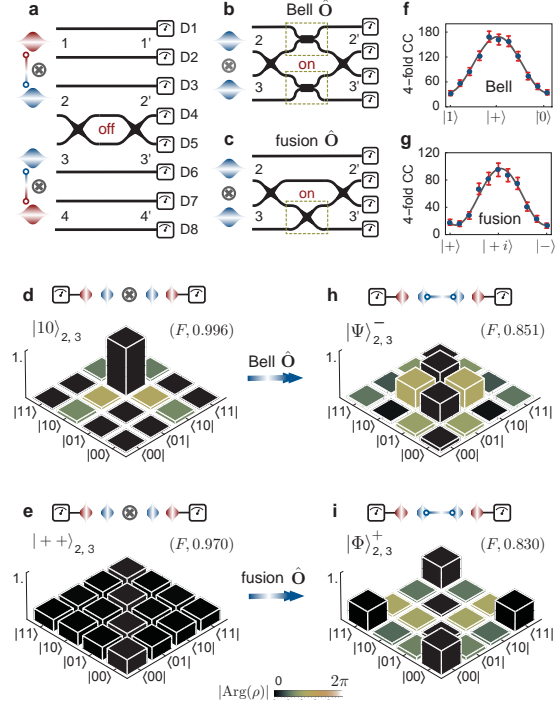 a
1 1' D1
D2
D3
2 2' D4
off
D5
3 3' D6
D7
4 4' D8
b Bell Ô
2 2'
on
3 3'
c fusion Ô
2 2'
on
3 3'
f
4-fold CC
180
120
60
0
Bell
|1⟩ |+⟩ |0⟩
g
4-fold CC
120
80
40
0
fusion
|+⟩ |+i⟩ |−⟩
d
|10⟩2, 3 (F, 0.996)
1.
|11⟩ |10⟩ |01⟩ |00⟩ ⟨00| ⟨01| ⟨10| ⟨11|
Bell Ô
h
|Ψ⟩−2,3 (F, 0.851)
1.
|11⟩ |10⟩ |01⟩ |00⟩ ⟨00| ⟨01| ⟨10| ⟨11|
e
|++⟩2, 3 (F, 0.970)
1.
|11⟩ |10⟩ |01⟩ |00⟩ ⟨00| ⟨01| ⟨10| ⟨11|
fusion Ô
i
|Φ⟩+2,3 (F, 0.830)
1.
|11⟩ |10⟩ |01⟩ |00⟩ ⟨00| ⟨01| ⟨10| ⟨11|
|Arg(ρ)| 0 2π